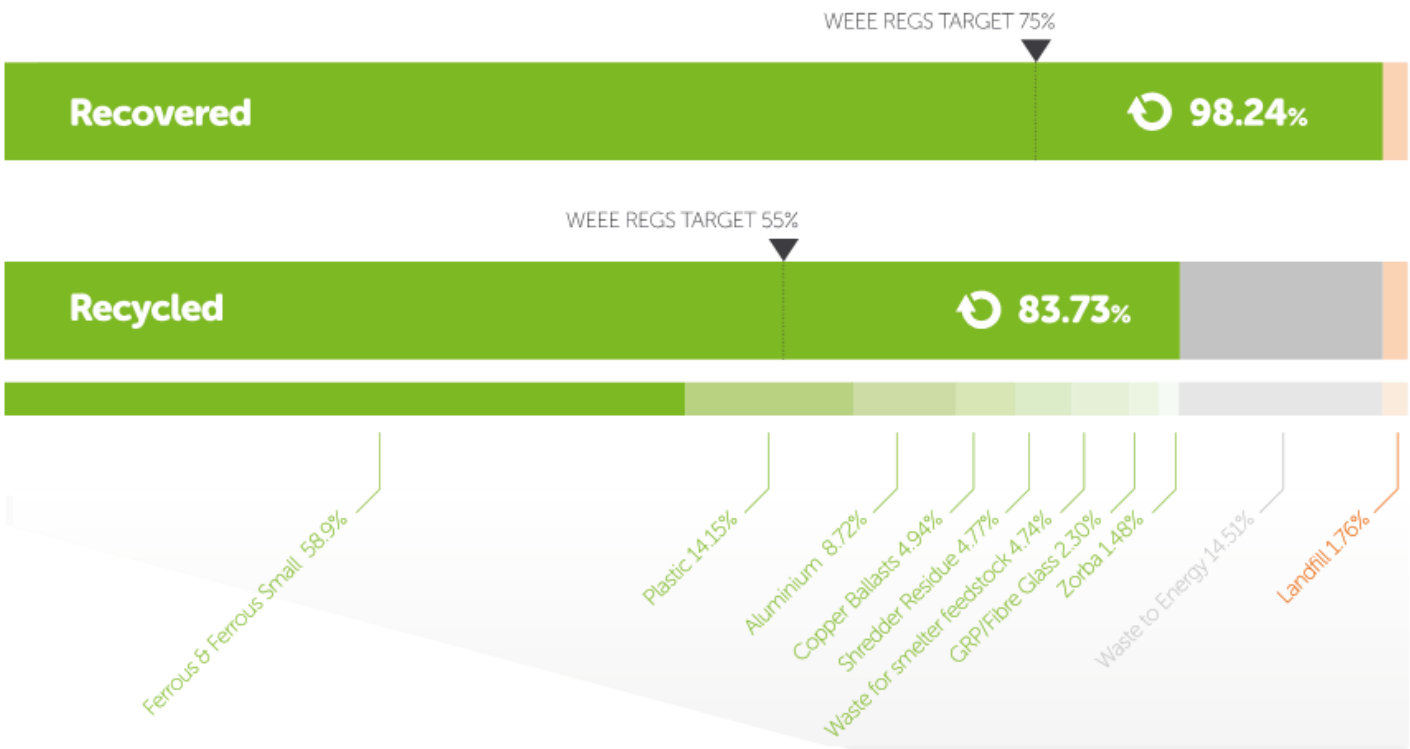 WEEE REGS TARGET 75%
Recovered
98.24%
WEEE REGS TARGET 55%
Recycled
83.73%
Ferrous & Ferrous Small 58.9%
Plastic 14.15%
Aluminium 8.72%
Copper Ballasts 4.94%
Shredder Residue 4.77%
Waste for smelter feedstock 4.74%
GRP/Fibre Glass 2.30%
Zorba 1.48%
Waste to Energy 14.51%
Landfill 1.76%